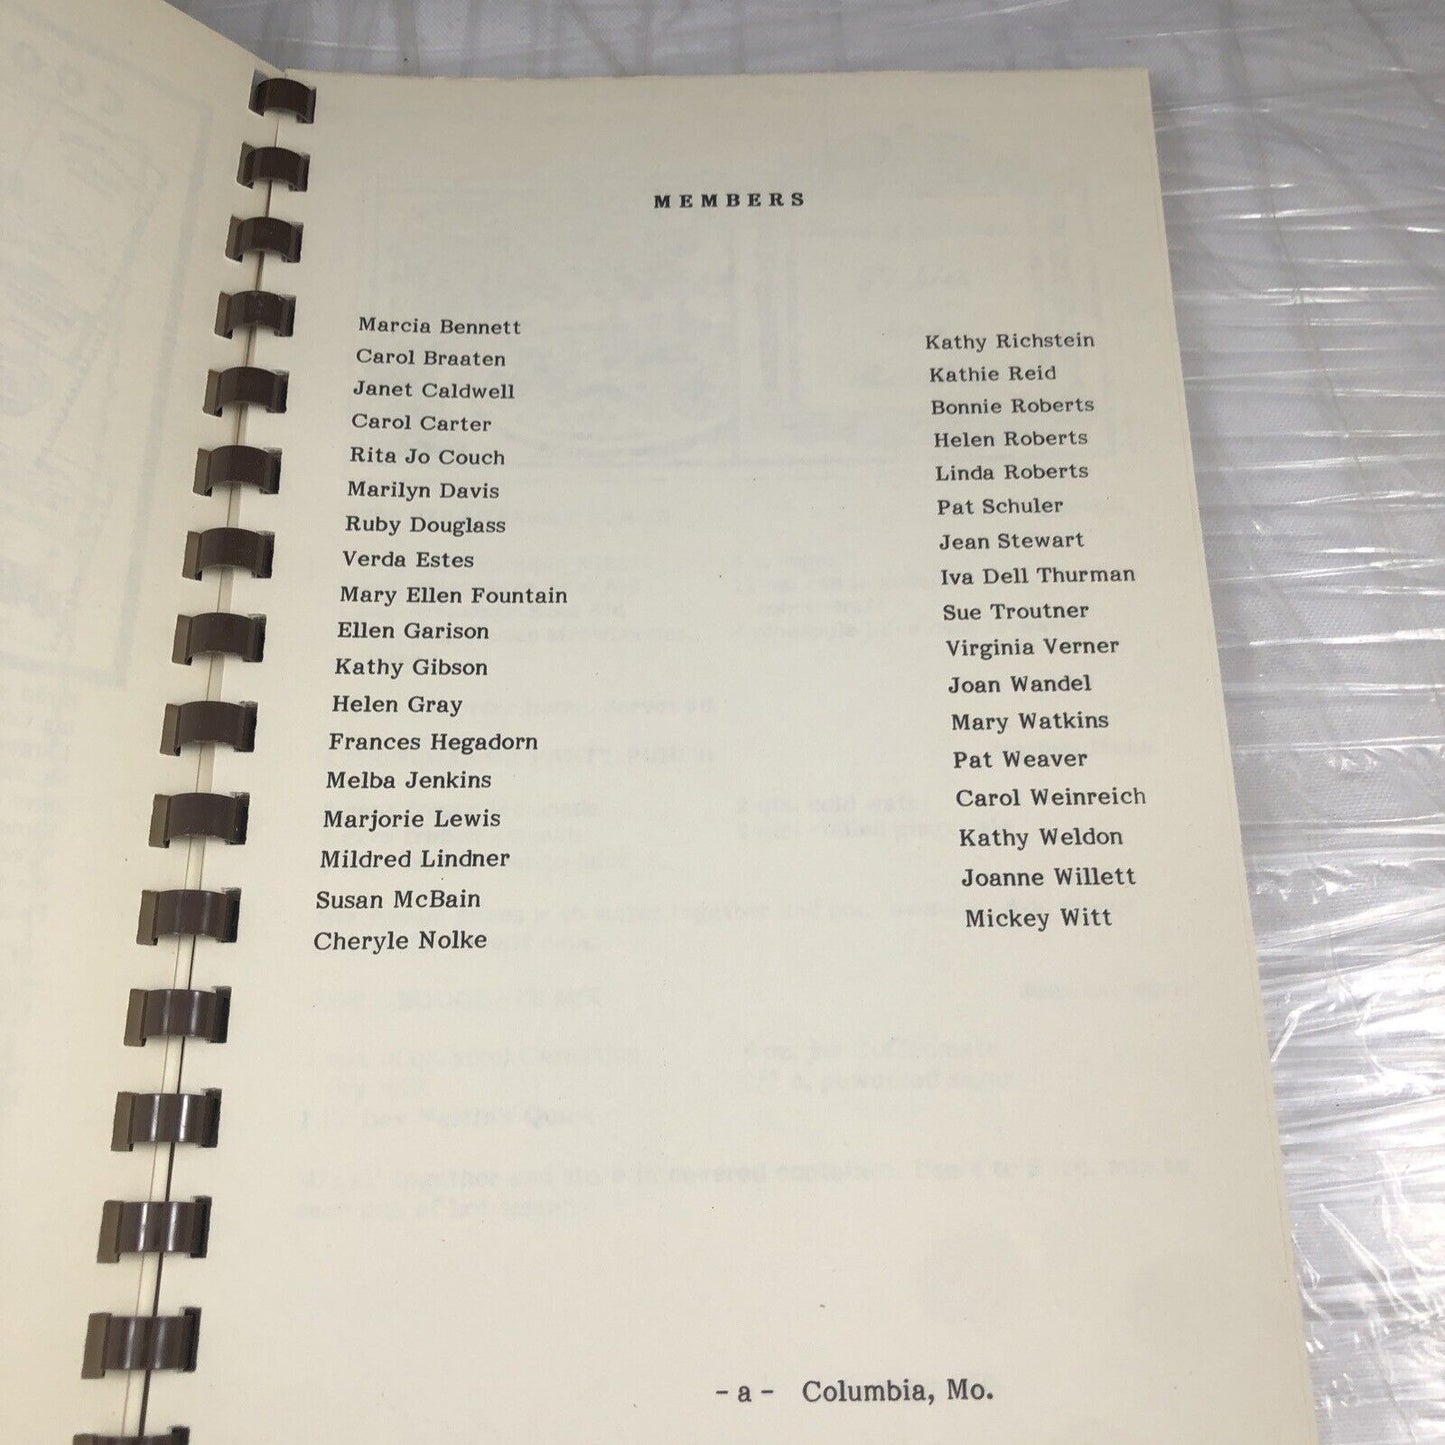 MEMBERS
Marcia Bennett
Carol Braaten
Janet Caldwell
Carol Carter
Rita Jo Couch
Marilyn Davis
Ruby Douglass
Verda Estes
Mary Ellen Fountain
Ellen Garison
Kathy Gibson
Helen Gray
Frances Hegadorn
Melba Jenkins
Marjorie Lewis
Mildred Lindner
Susan McBain
Cheryle Nolke
Kathy Richstein
Kathie Reid
Bonnie Roberts
Helen Roberts
Linda Roberts
Pat Schuler
Jean Stewart
Iva Dell Thurman
Sue Troutner
Virginia Verner
Joan Wandel
Mary Watkins
Pat Weaver
Carol Weinreich
Kathy Weldon
Joanne Willett
Mickey Witt
- a - Columbia, Mo.